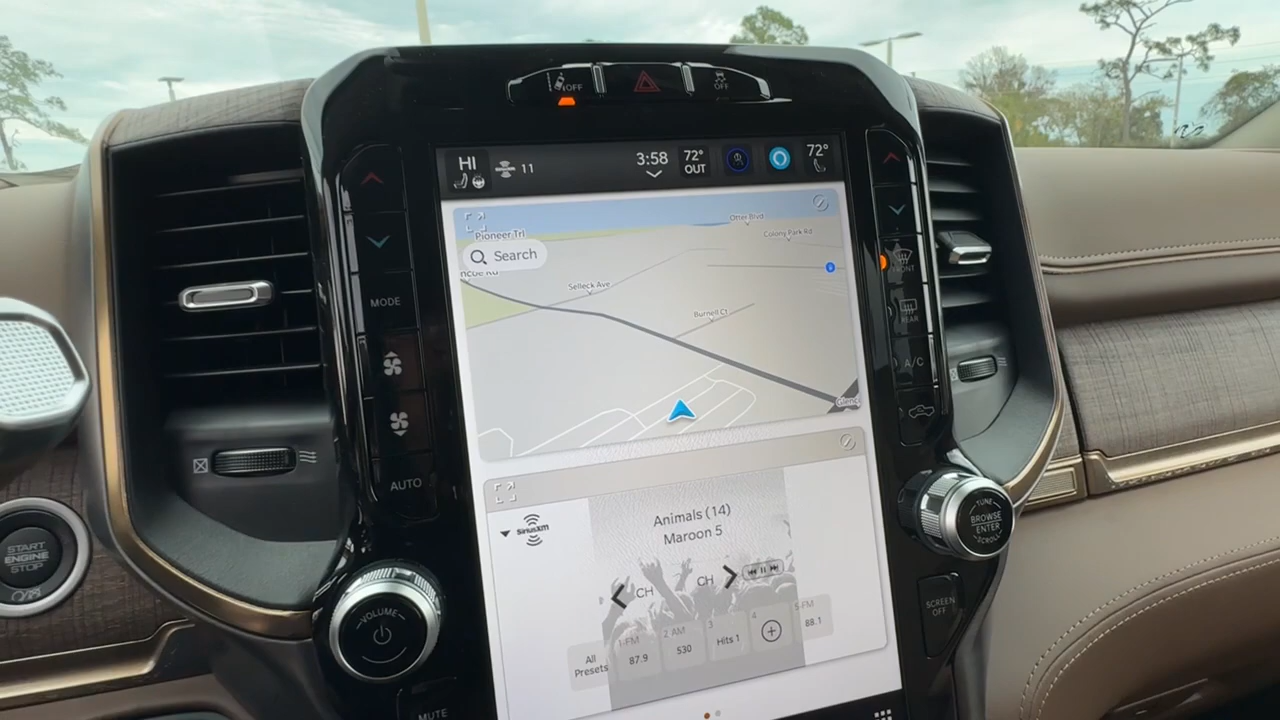 OFF
OFF
HI
11
3:58
72°
OUT
72°
Pioneer Trl
Otter Blvd
Colony Park Rd
Search
Selleck Ave
Burnell Ct
MODE
FRONT
REAR
A/C
AUTO
SiriusXM
Animals (14)
Maroon 5
CH
CH
All
Presets
1-FM
87.9
2 AM
530
3
Hits 1
4
5-FM
88.1
TUNE
BROWSE
ENTER
SCROLL
SCREEN
OFF
START
ENGINE
STOP
VOLUME
MUTE